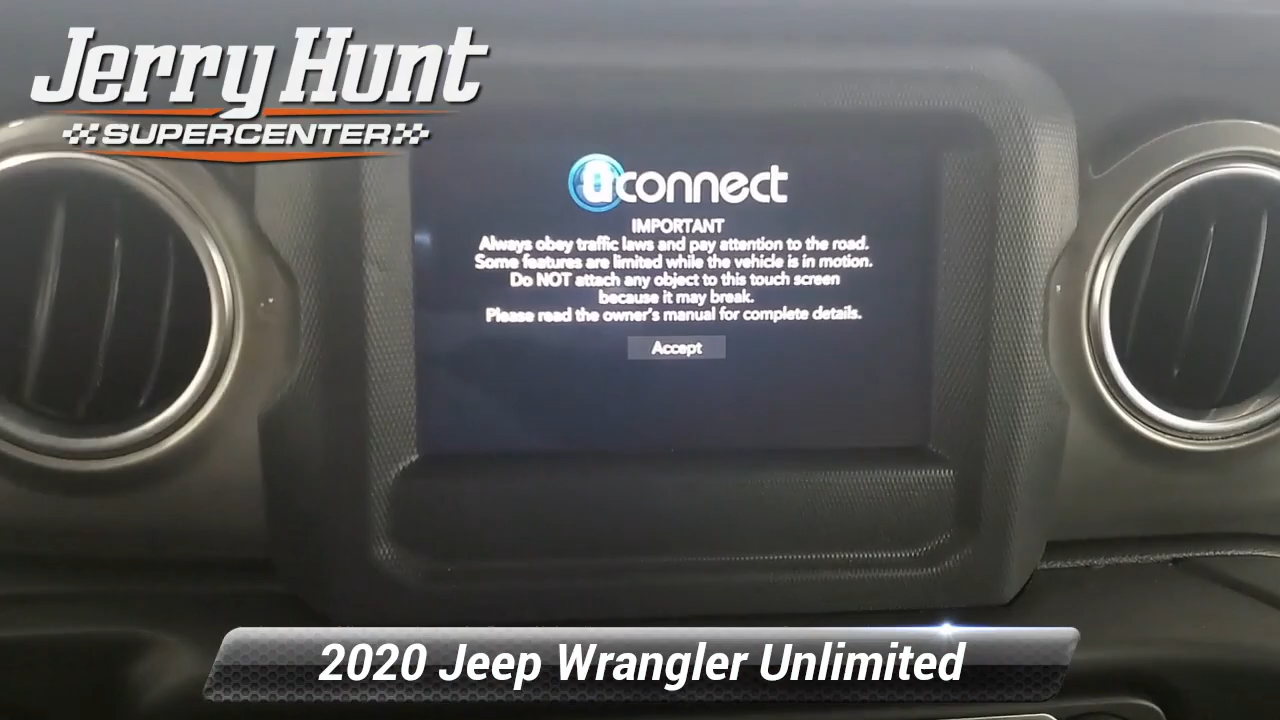 Jerry Hunt
SUPERCENTER
uconnect
IMPORTANT
Always obey traffic laws and pay attention to the road.
Some features are limited while the vehicle is in motion.
Do NOT attach any object to this touch screen
because it may break.
Please read the owner's manual for complete details.
Accept
2020 Jeep Wrangler Unlimited